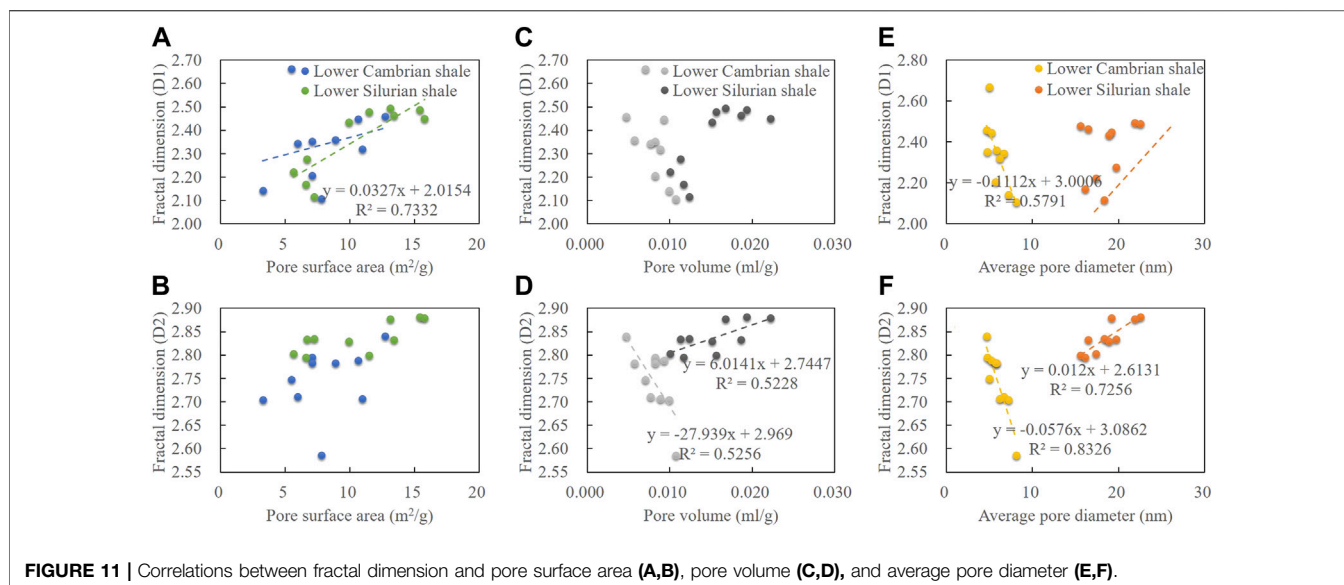 A
Fractal dimension (D1)
2.70
2.60
2.50
2.40
2.30
2.20
2.10
2.00
Lower Cambrian shale
Lower Silurian shale
y = 0.0327x + 2.0154
R² = 0.7332
0 5 10 15 20
Pore surface area (m²/g)
C
Fractal dimension (D1)
2.70
2.60
2.50
2.40
2.30
2.20
2.10
2.00
Lower Cambrian shale
Lower Silurian shale
0.000 0.010 0.020 0.030
Pore volume (ml/g)
E
Fractal dimension (D1)
2.80
2.60
2.40
2.20
2.00
Lower Cambrian shale
Lower Silurian shale
y = -0.1112x + 3.0006
R² = 0.5791
0 10 20 30
Average pore diameter (nm)
B
Fractal dimension (D2)
2.90
2.85
2.80
2.75
2.70
2.65
2.60
2.55
0 5 10 15 20
Pore surface area (m²/g)
D
Fractal dimension (D2)
2.90
2.85
2.80
2.75
2.70
2.65
2.60
2.55
y = 6.0141x + 2.7447
R² = 0.5228
y = -27.939x + 2.969
R² = 0.5256
0.000 0.010 0.020 0.030
Pore volume (ml/g)
F
Fractal dimension (D2)
2.90
2.85
2.80
2.75
2.70
2.65
2.60
2.55
y = 0.012x + 2.6131
R² = 0.7256
y = -0.0576x + 3.0862
R² = 0.8326
0 10 20 30
Average pore diameter (nm)
FIGURE 11 | Correlations between fractal dimension and pore surface area (A,B), pore volume (C,D), and average pore diameter (E,F).